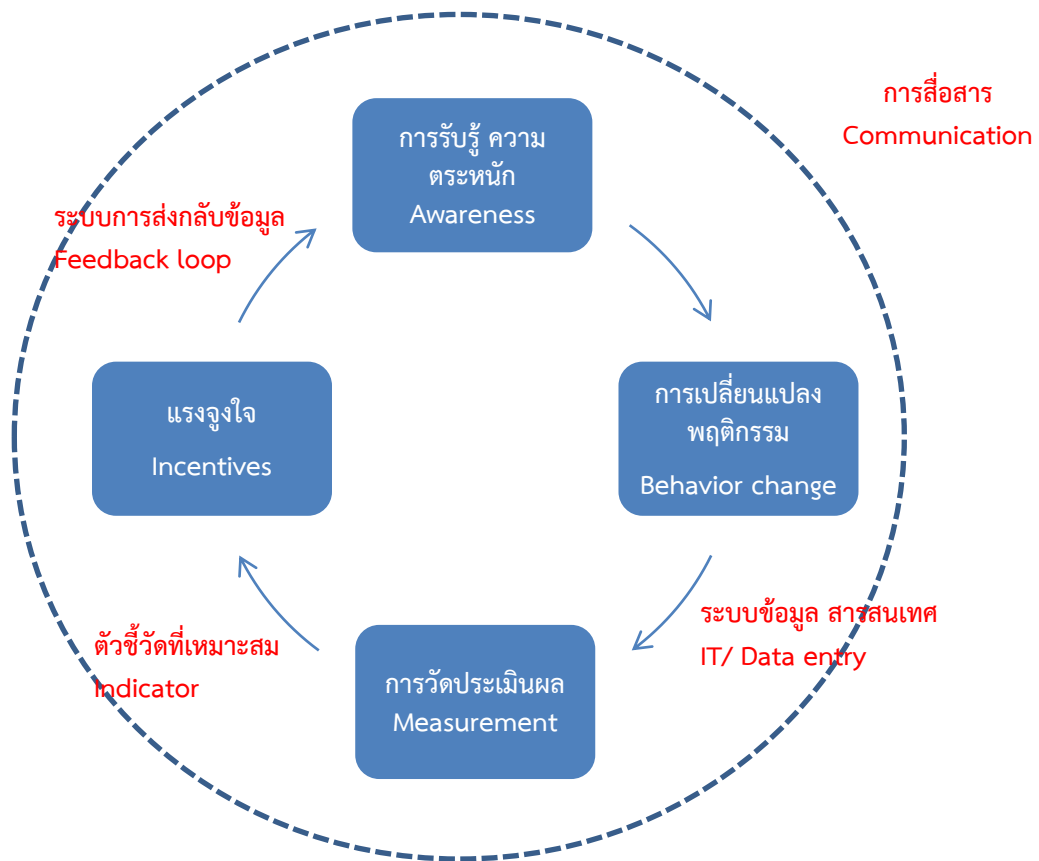 การสื่อสาร
Communication
การรับรู้ ความ
ตระหนัก
Awareness
ระบบการส่งกลับข้อมูล
Feedback loop
แรงจูงใจ
Incentives
การเปลี่ยนแปลง
พฤติกรรม
Behavior change
ระบบข้อมูล สารสนเทศ
IT/ Data entry
ตัวชี้วัดที่เหมาะสม
Indicator
การวัดประเมินผล
Measurement